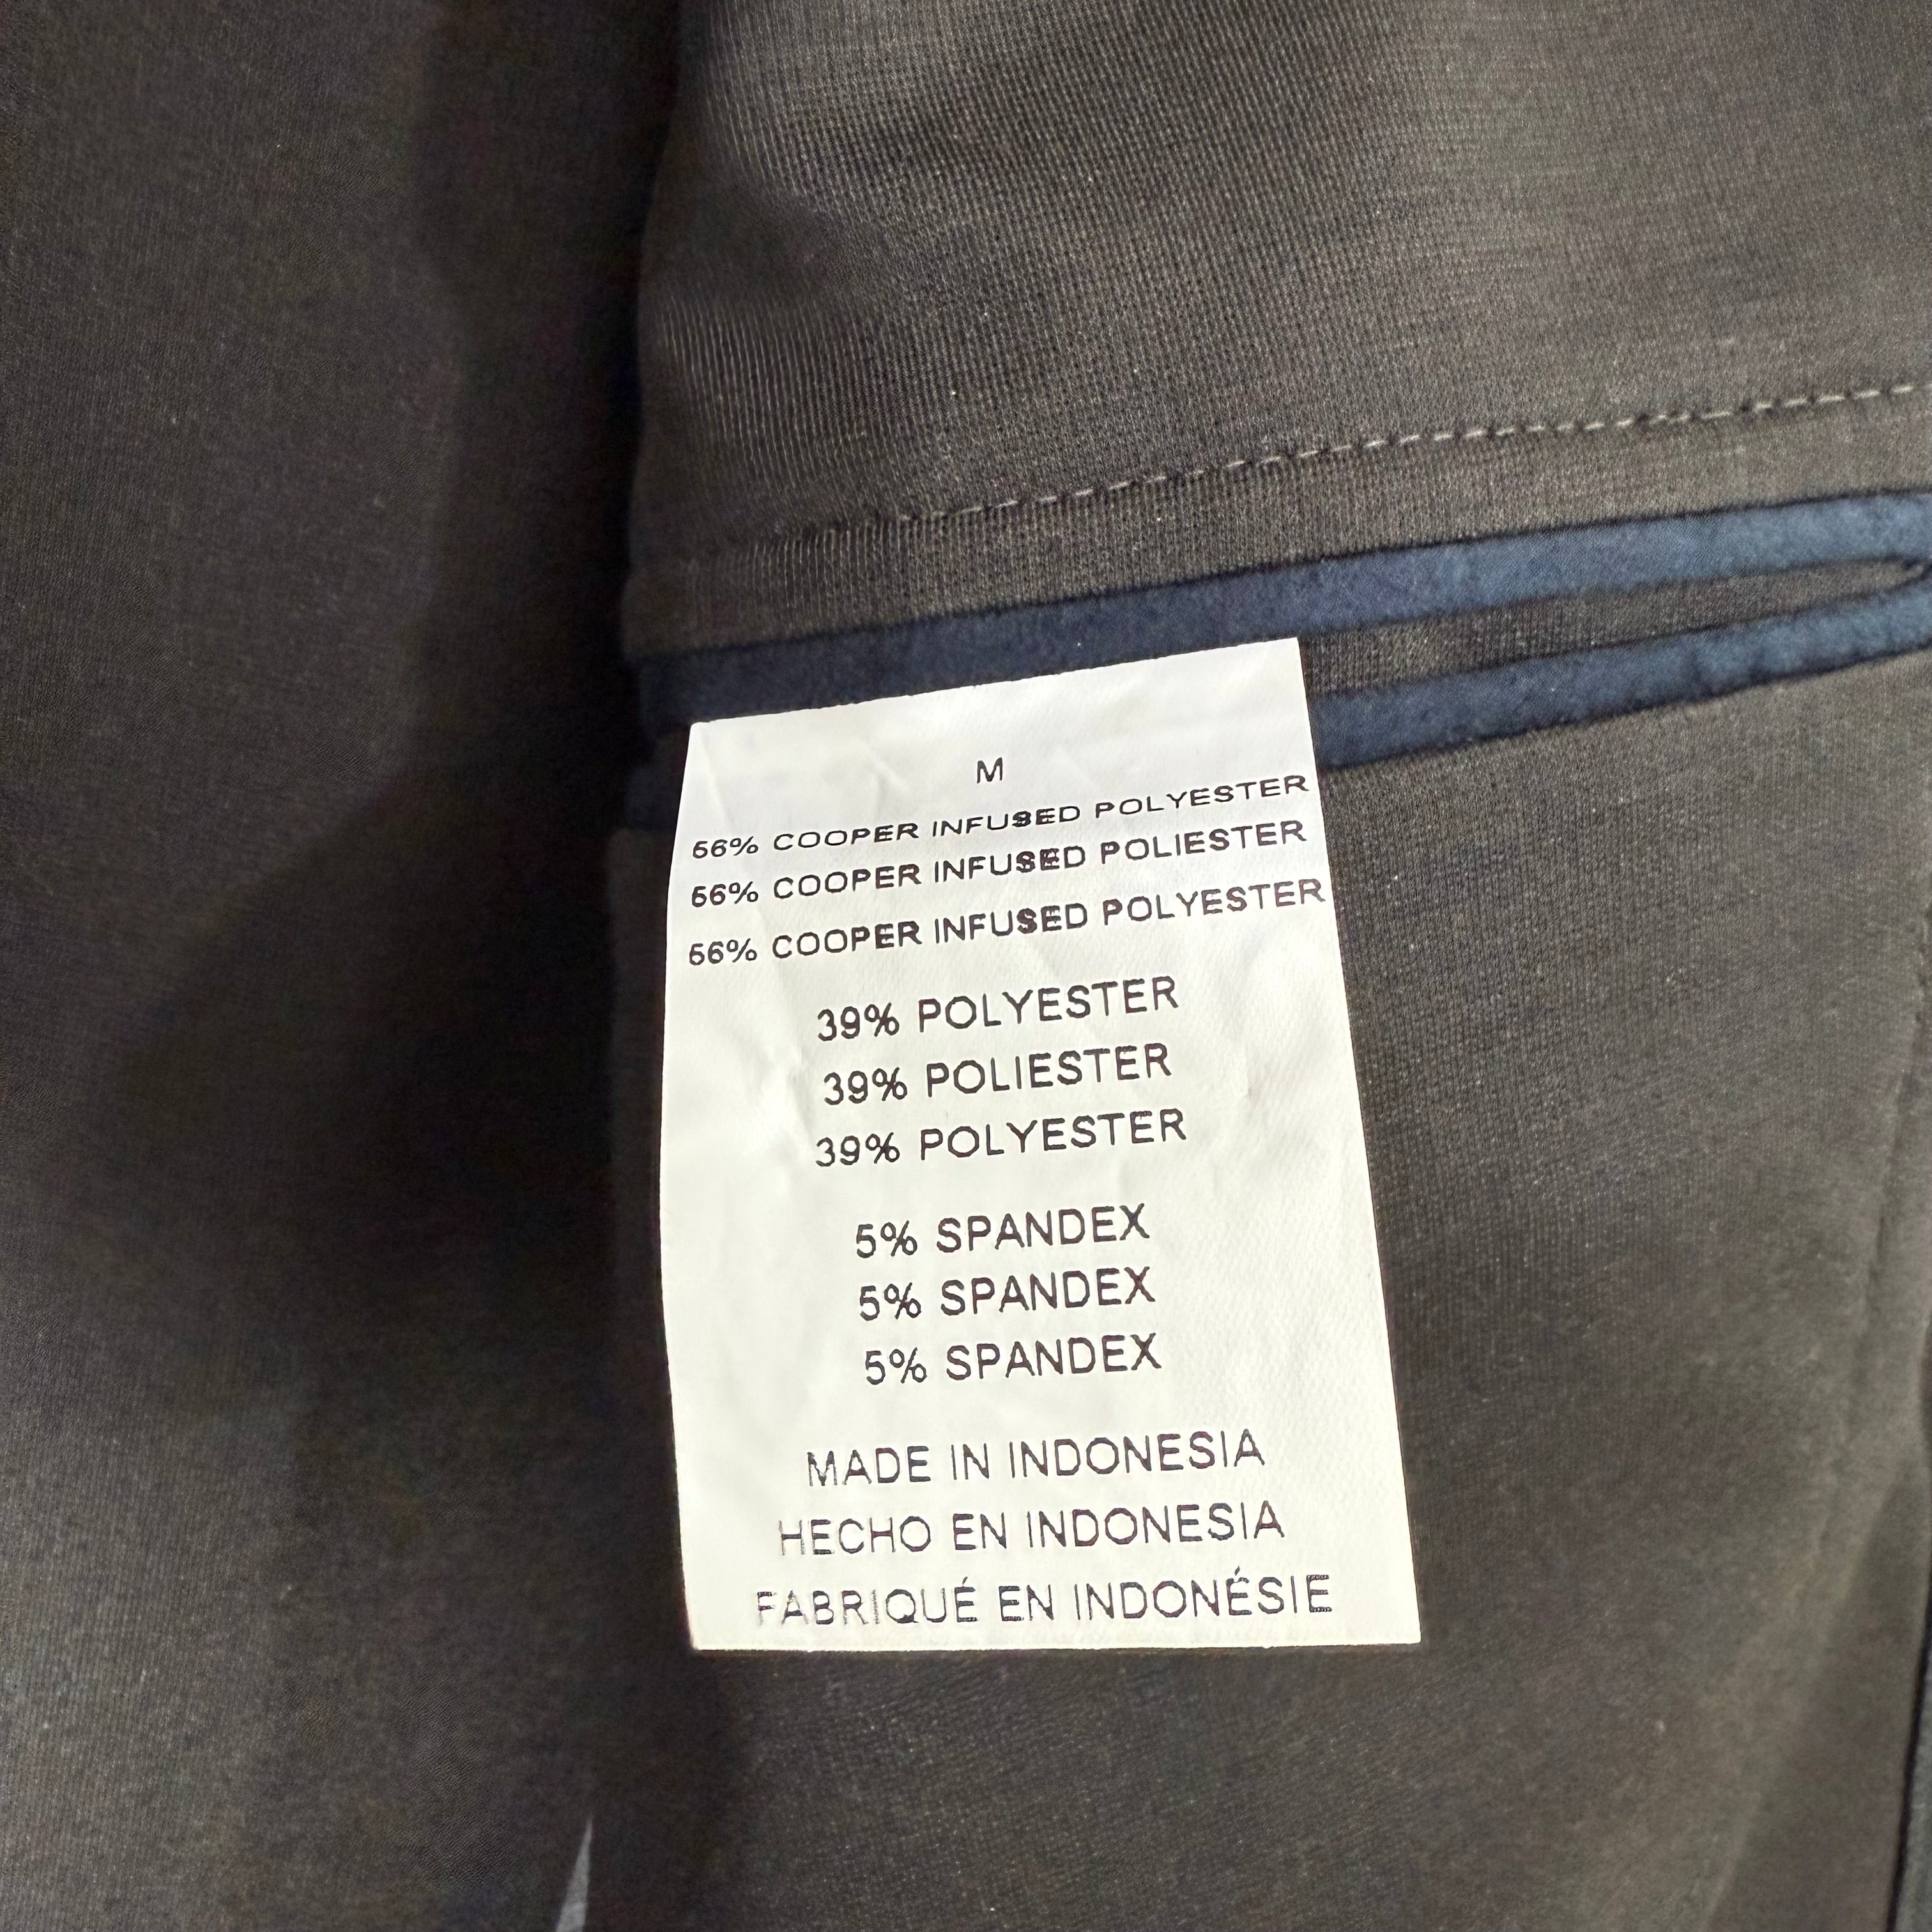 M
56% COOPER INFUSED POLYESTER
56% COOPER INFUSED POLIESTER
56% COOPER INFUSED POLYESTER
39% POLYESTER
39% POLIESTER
39% POLYESTER
5% SPANDEX
5% SPANDEX
5% SPANDEX
MADE IN INDONESIA
HECHO EN INDONESIA
FABRIQUÉ EN INDONÉSIE